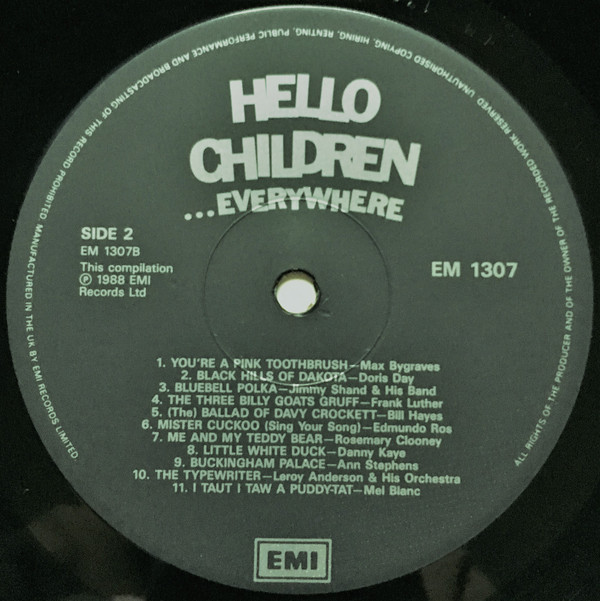 HELLO
CHILDREN
...EVERYWHERE
SIDE 2
EM 1307B
This compilation
Ⓟ 1988 EMI
Records Ltd
EM 1307
1. YOU'RE A PINK TOOTHBRUSH—Max Bygraves
2. BLACK HILLS OF DAKOTA—Doris Day
3. BLUEBELL POLKA—Jimmy Shand & His Band
4. THE THREE BILLY GOATS GRUFF—Frank Luther
5. (The) BALLAD OF DAVY CROCKETT—Bill Hayes
6. MISTER CUCKOO (Sing Your Song)—Edmundo Ros
7. ME AND MY TEDDY BEAR—Rosemary Clooney
8. LITTLE WHITE DUCK—Danny Kaye
9. BUCKINGHAM PALACE—Ann Stephens
10. THE TYPEWRITER—Leroy Anderson & His Orchestra
11. I TAUT I TAW A PUDDY-TAT—Mel Blanc
EMI
ALL RIGHTS OF THE PRODUCER AND OF THE OWNER OF THE RECORDED WORK RESERVED. UNAUTHORISED COPYING, HIRING, RENTING, PUBLIC PERFORMANCE AND BROADCASTING OF THIS RECORD PROHIBITED. MANUFACTURED IN THE UK BY EMI RECORDS LIMITED.